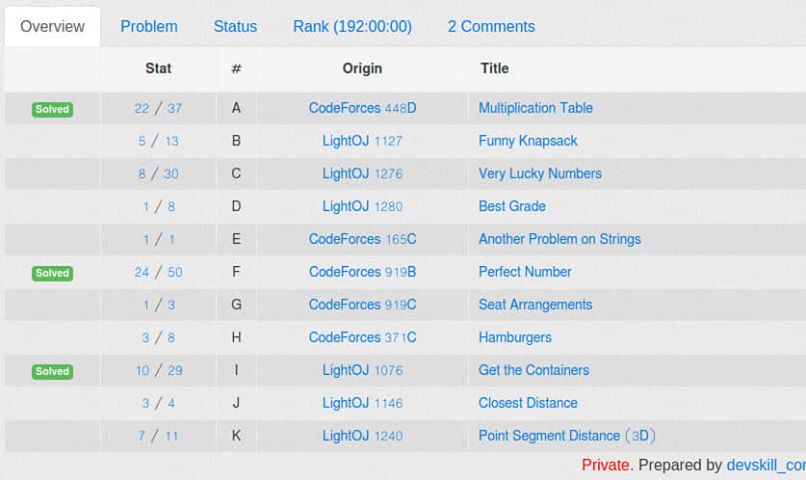 Overview Problem Status Rank (192:00:00) 2 Comments
Stat # Origin Title
Solved 22 / 37 A CodeForces 448D Multiplication Table
5 / 13 B LightOJ 1127 Funny Knapsack
8 / 30 C LightOJ 1276 Very Lucky Numbers
1 / 8 D LightOJ 1280 Best Grade
1 / 1 E CodeForces 165C Another Problem on Strings
Solved 24 / 50 F CodeForces 919B Perfect Number
1 / 3 G CodeForces 919C Seat Arrangements
3 / 8 H CodeForces 371C Hamburgers
Solved 10 / 29 I LightOJ 1076 Get the Containers
3 / 4 J LightOJ 1146 Closest Distance
7 / 11 K LightOJ 1240 Point Segment Distance (3D)
Private. Prepared by devskill_cor